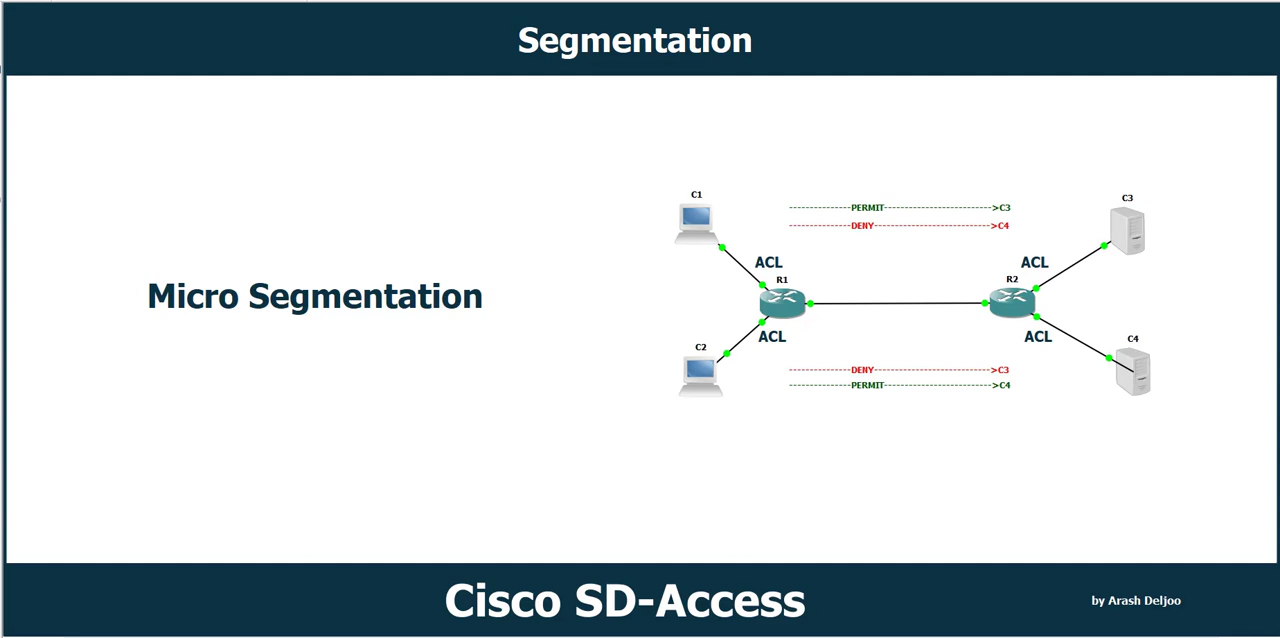 Segmentation
Micro Segmentation
C1
------------PERMIT---------------------->C3
------------DENY------------------------>C4
C3
ACL
R1
ACL
R2
ACL
ACL
C2
C4
------------DENY------------------------>C3
------------PERMIT---------------------->C4
Cisco SD-Access
by Arash Deljoo